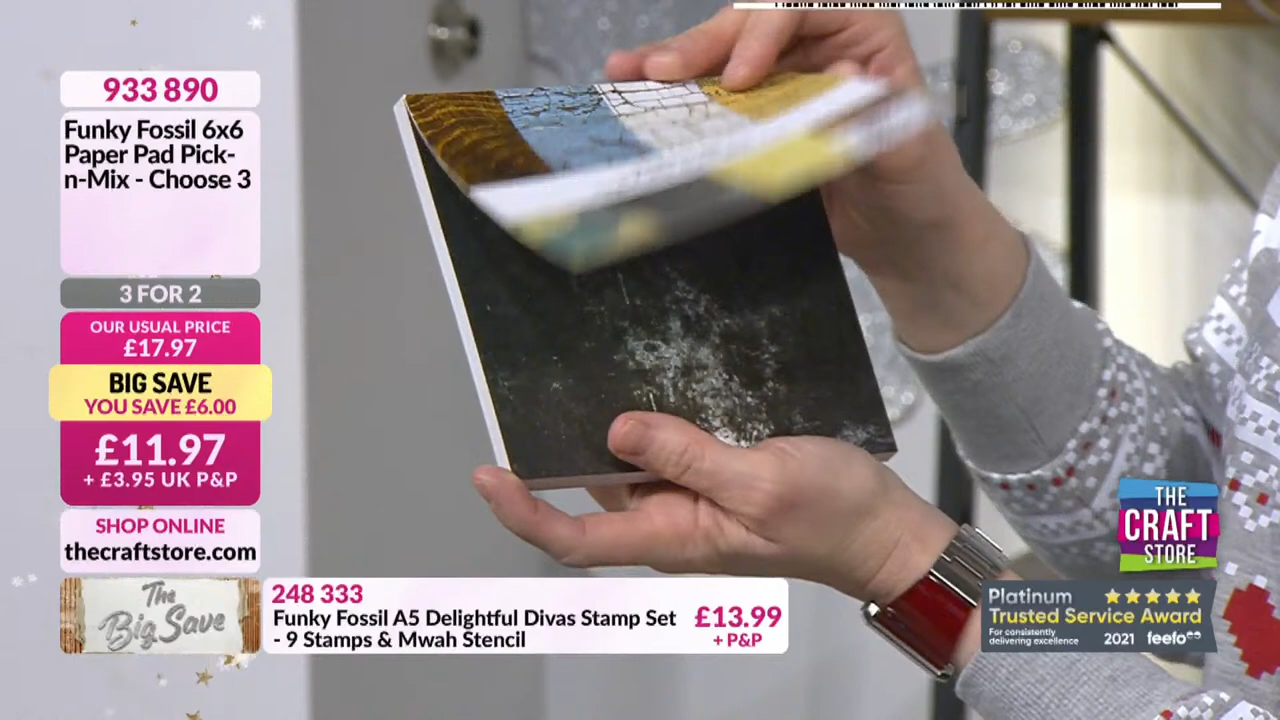 933 890
Funky Fossil 6x6
Paper Pad Pick-
n-Mix - Choose 3
3 FOR 2
OUR USUAL PRICE
£17.97
BIG SAVE
YOU SAVE £6.00
£11.97
+ £3.95 UK P&P
SHOP ONLINE
thecraftstore.com
The
Big Save
248 333
Funky Fossil A5 Delightful Divas Stamp Set
- 9 Stamps & Mwah Stencil
£13.99
+ P&P
THE
CRAFT
STORE
Platinum
Trusted Service Award
For consistently
delivering excellence
2021 feefo